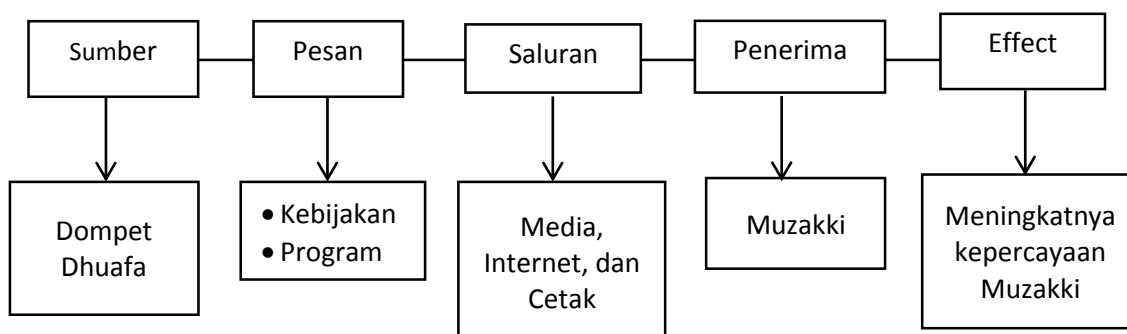 Sumber
Pesan
Saluran
Penerima
Effect
Dompet
Dhuafa
• Kebijakan
• Program
Media,
Internet, dan
Cetak
Muzakki
Meningkatnya
kepercayaan
Muzakki